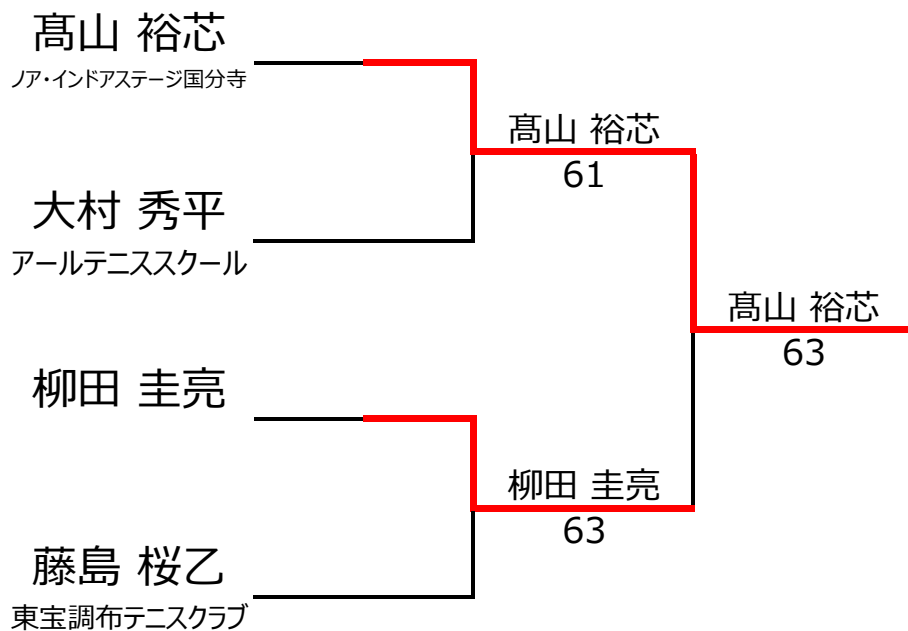 髙山 裕芯
ノア・インドアステージ国分寺
髙山 裕芯
61
大村 秀平
アールテニススクール
髙山 裕芯
63
柳田 圭亮
柳田 圭亮
63
藤島 桜乙
東宝調布テニスクラブ